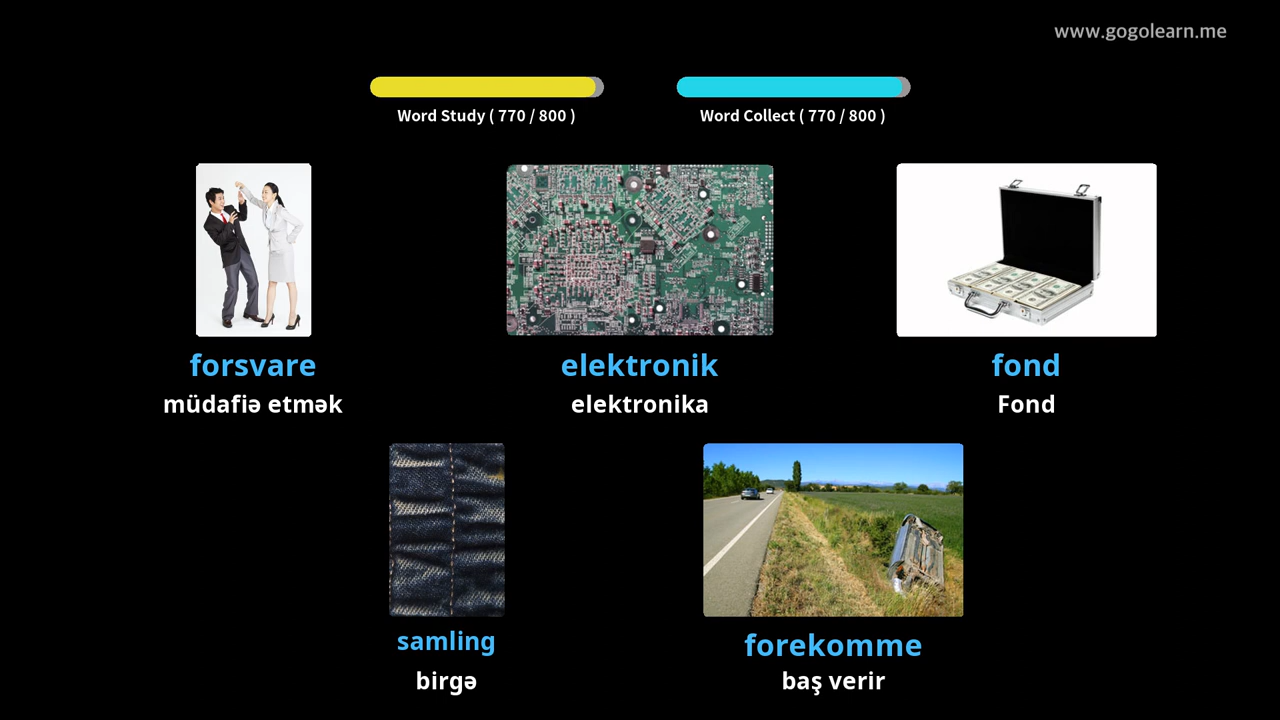 www.gogolearn.me
Word Study ( 770 / 800 )
Word Collect ( 770 / 800 )
forsvare
müdafiə etmək
elektronik
elektronika
fond
Fond
samling
birgə
forekomme
baş verir